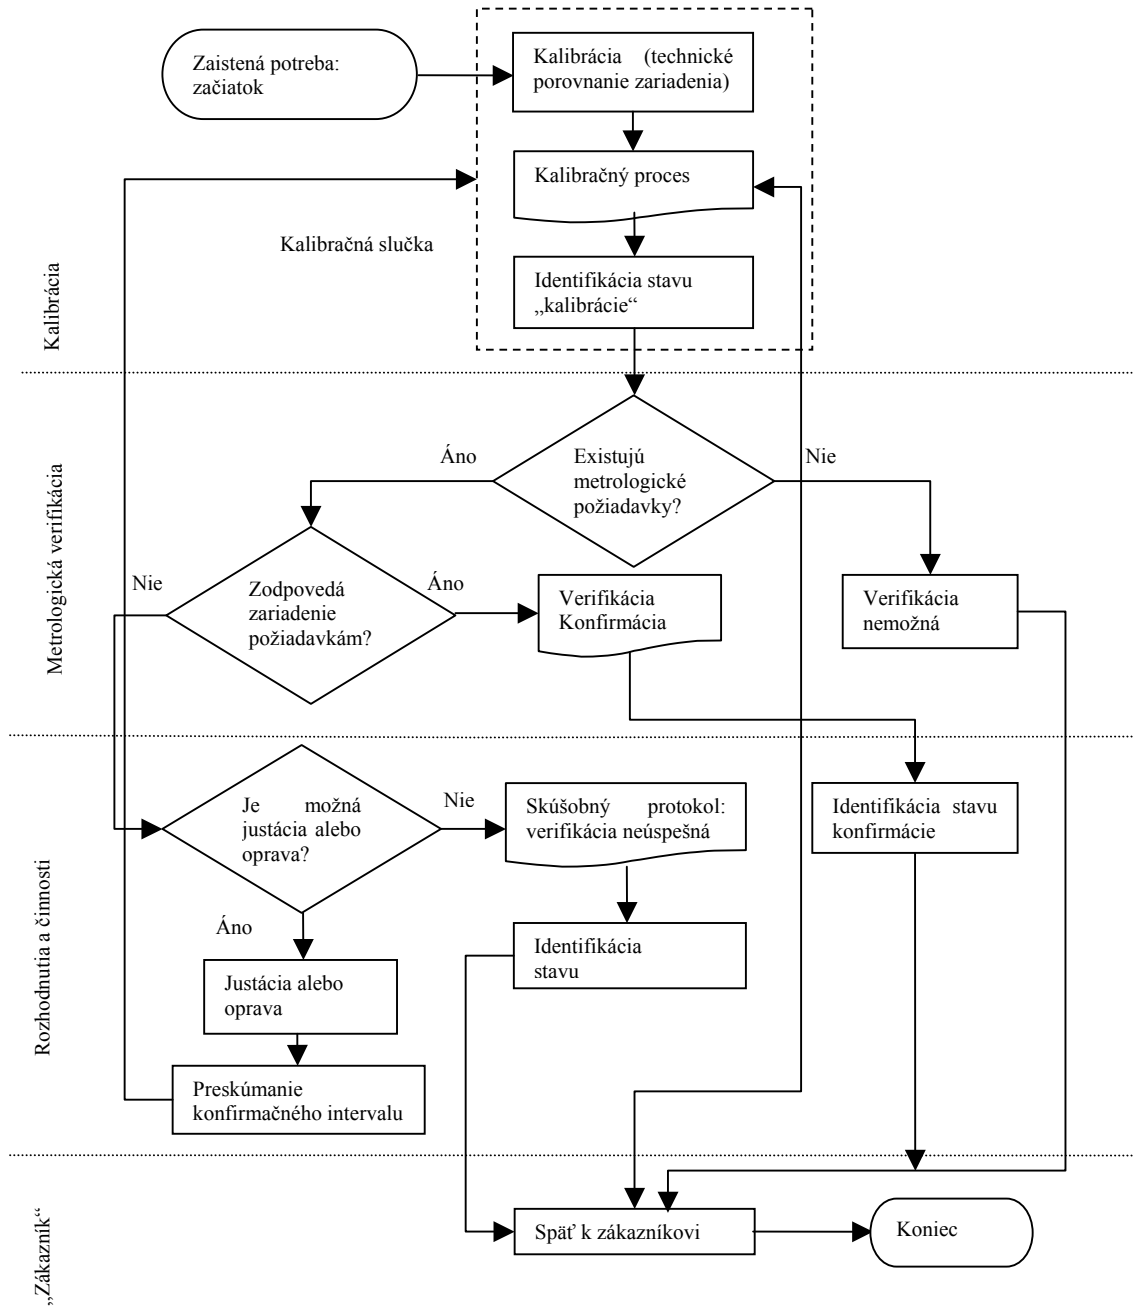 Zaistená potreba:
začiatok
Kalibrácia (technické
porovnanie zariadenia)
Kalibračný proces
Kalibračná slučka
Identifikácia stavu
„kalibrácie“
Kalibrácia
Áno
Existujú
metrologické
požiadavky?
Nie
Metrologická verifikácia
Nie
Zodpovedá
zariadenie
požiadavkám?
Áno
Verifikácia
Konfirmácia
Verifikácia
nemožná
Je možná
justácia alebo
oprava?
Nie
Skúšobný protokol:
verifikácia neúspešná
Identifikácia stavu
konfirmácie
Rozhodnutia a činnosti
Áno
Identifikácia
stavu
Justácia alebo
oprava
Preskúmanie
konfirmačného intervalu
„Zákazník“
Späť k zákazníkovi
Koniec